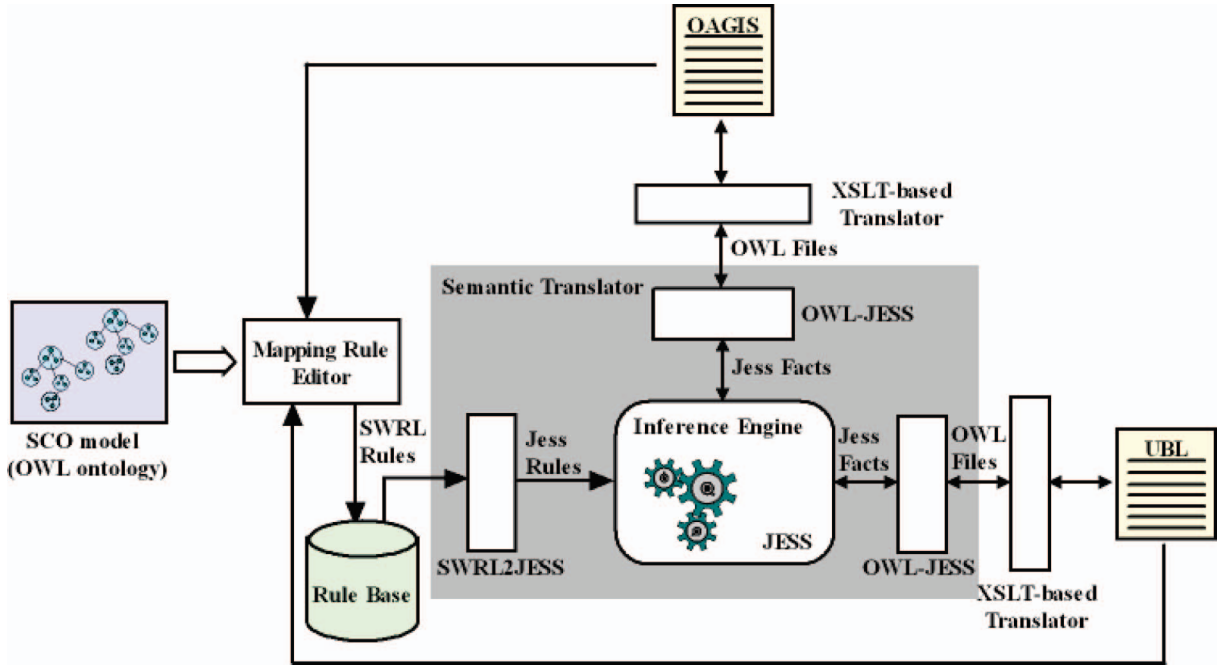 OAGIS
XSLT-based
Translator
OWL Files
Semantic Translator
OWL-JESS
Mapping Rule
Editor
Jess Facts
SCO model
(OWL ontology)
SWRL
Rules
Jess
Rules
Inference Engine
Jess
Facts
OWL
Files
UBL
JESS
SWRL2JESS
OWL-JESS
Rule Base
XSLT-based
Translator